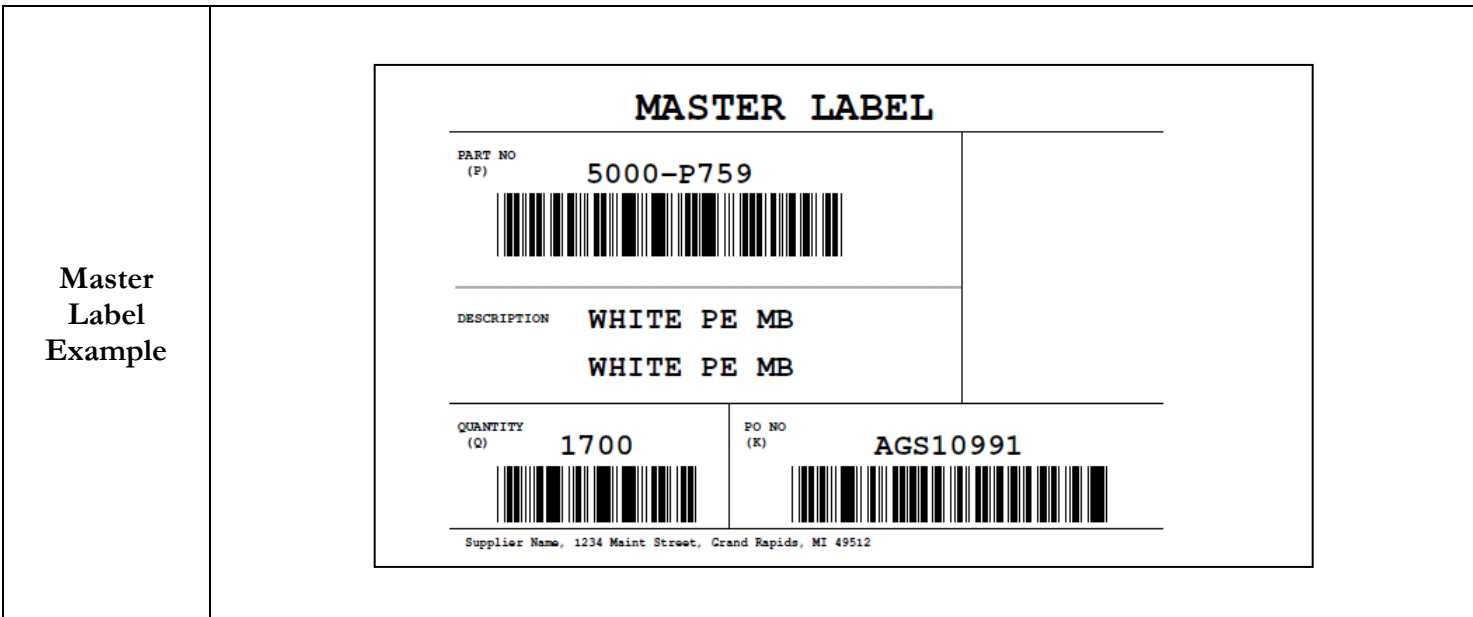 Master
Label
Example
MASTER LABEL
PART NO
(P)
5000-P759
DESCRIPTION WHITE PE MB
WHITE PE MB
QUANTITY
(Q)
1700
PO NO
(K)
AGS10991
Supplier Name, 1234 Maint Street, Grand Rapids, MI 49512